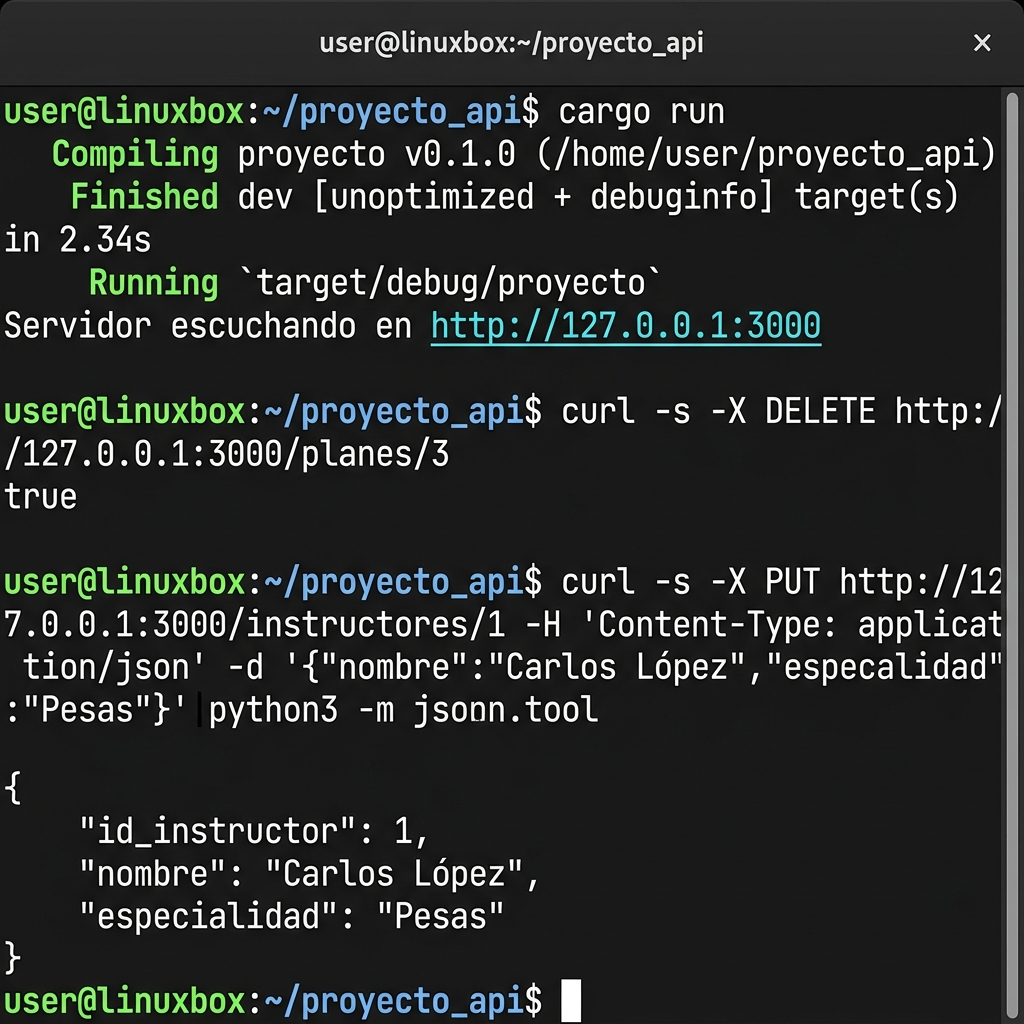 user@linuxbox:~/proyecto_api ×
user@linuxbox:~/proyecto_api$ cargo run
Compiling proyecto v0.1.0 (/home/user/proyecto_api)
Finished dev [unoptimized + debuginfo] target(s)
in 2.34s
Running `target/debug/proyecto`
Servidor escuchando en http://127.0.0.1:3000
user@linuxbox:~/proyecto_api$ curl -s -X DELETE http:/
/127.0.0.1:3000/planes/3
true
user@linuxbox:~/proyecto_api$ curl -s -X PUT http://12
7.0.0.1:3000/instructores/1 -H 'Content-Type: applicat
tion/json' -d '{"nombre":"Carlos López","especalidad"
:"Pesas"}' python3 -m jsoon.tool
{
    "id_instructor": 1,
    "nombre": "Carlos López",
    "especialidad": "Pesas"
}
user@linuxbox:~/proyecto_api$